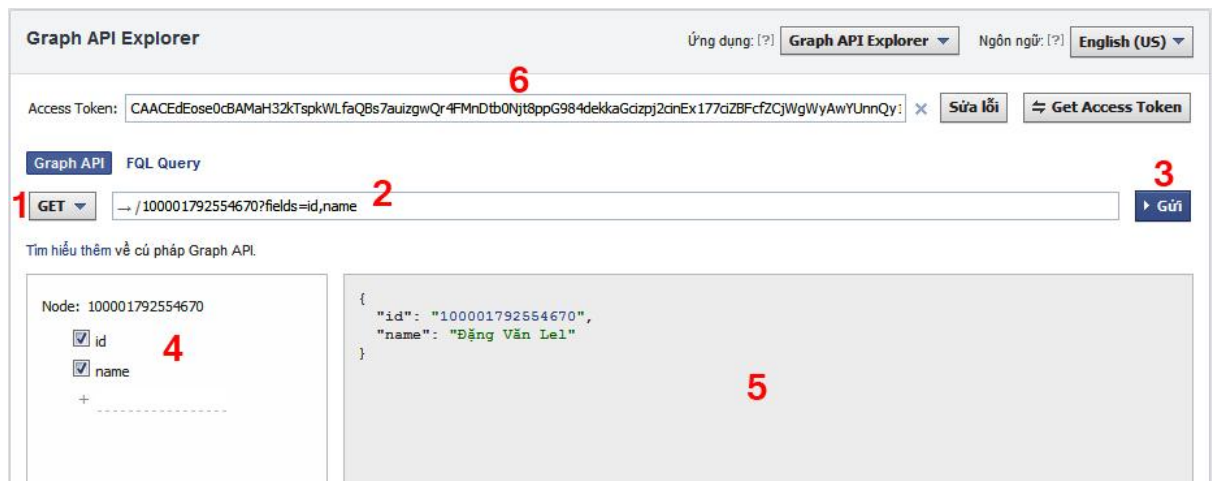 Graph API Explorer
Ứng dụng: [?] Graph API Explorer Ngôn ngữ: [?] English (US)
6
Access Token: CAACEdEose0cBAMaH32kTspkWLfaQBs7auizgwQr4FMnDtb0Njt8ppG984dekkaGcizpj2cinEx177ciZBFcfZCjWgWyAwYUnnQy Sửa lỗi Get Access Token
Graph API FQL Query
1 GET → /100001792554670?fields=id,name 2 3 Gửi
Tìm hiểu thêm về cú pháp Graph API.
Node: 100001792554670
id
name
+
4
{
"id": "100001792554670",
"name": "Đặng Văn Lel"
}
5